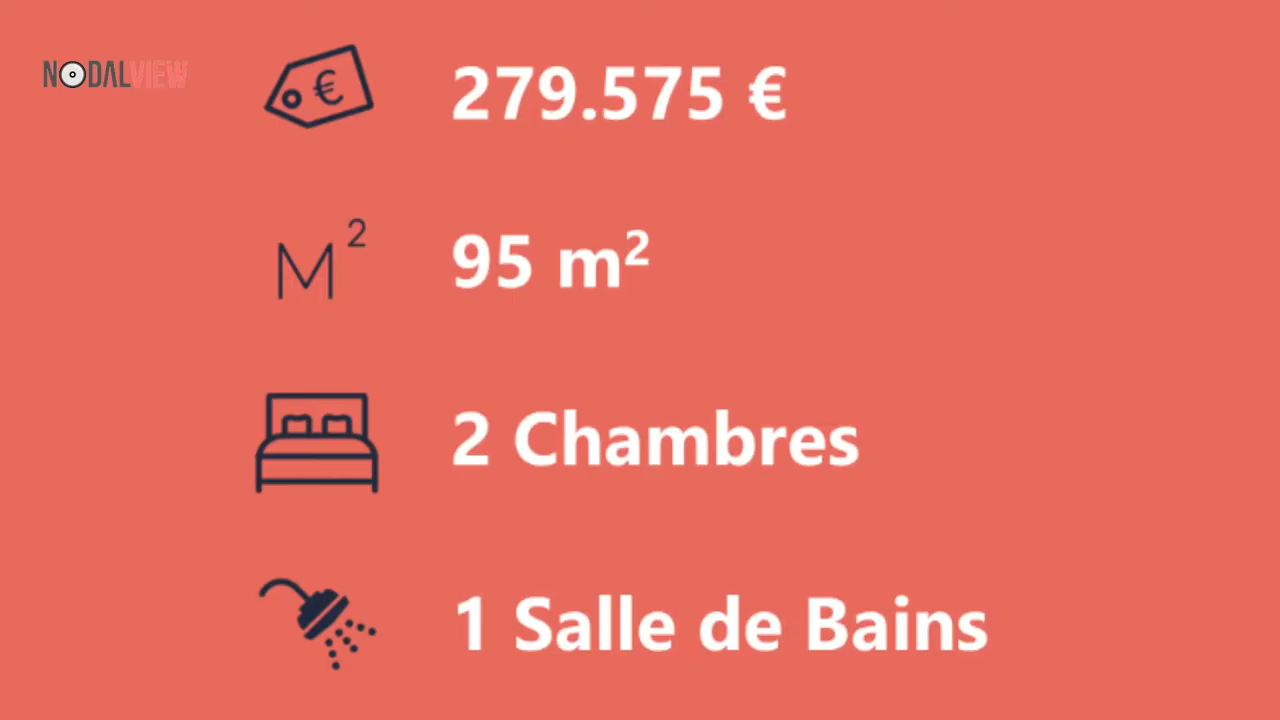 NODALVIEW
€
279.575 €
M²
95 m²
2 Chambres
1 Salle de Bains